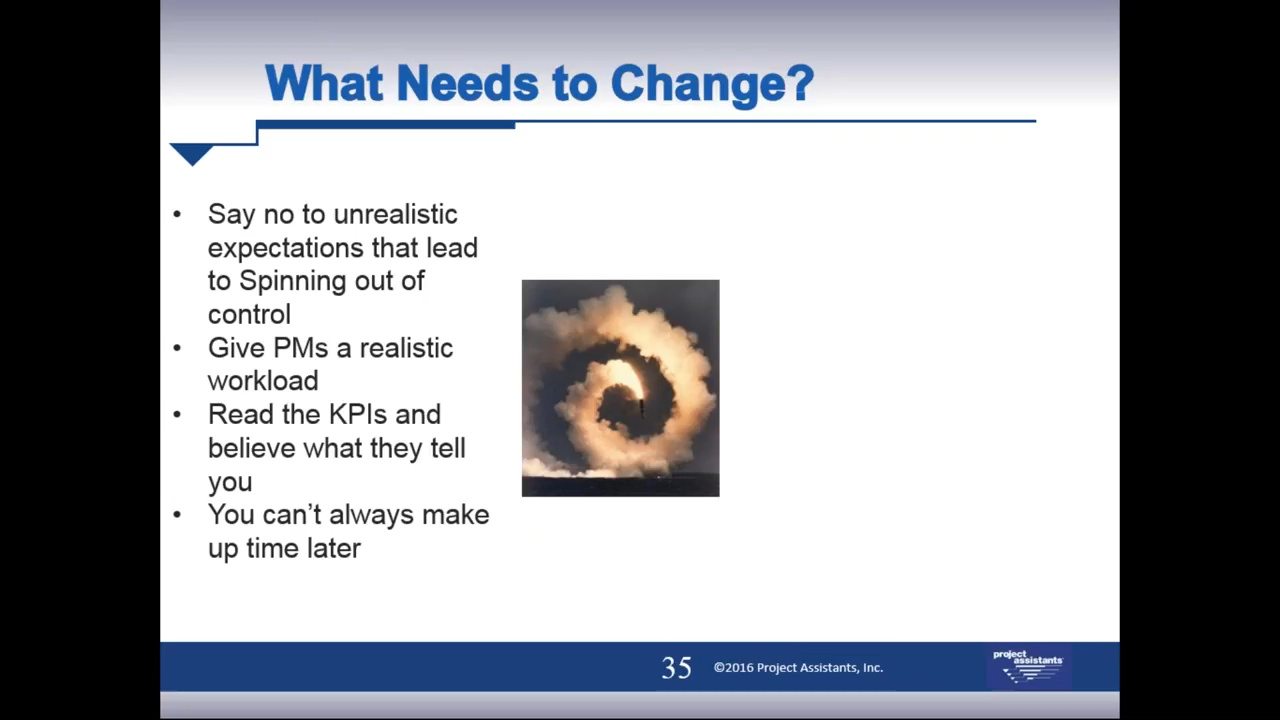 What Needs to Change?
• Say no to unrealistic
expectations that lead
to Spinning out of
control
• Give PMs a realistic
workload
• Read the KPIs and
believe what they tell
you
• You can’t always make
up time later
35
©2016 Project Assistants, Inc.
project
assistants